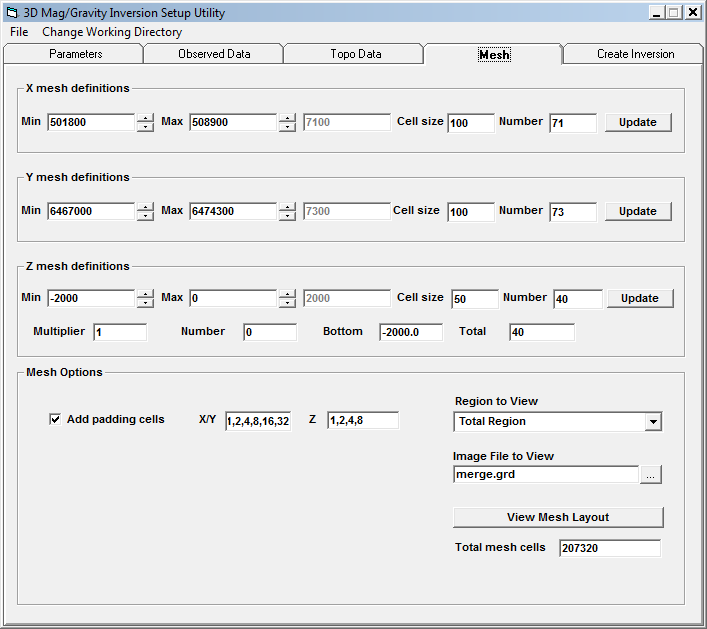 3D Mag/Gravity Inversion Setup Utility
File Change Working Directory
Parameters Observed Data Topo Data Mesh Create Inversion
X mesh definitions
Min 501800 Max 508900 7100 Cell size 100 Number 71 Update
Y mesh definitions
Min 6467000 Max 6474300 7300 Cell size 100 Number 73 Update
Z mesh definitions
Min -2000 Max 0 2000 Cell size 50 Number 40 Update
Multiplier 1 Number 0 Bottom -2000.0 Total 40
Mesh Options
Add padding cells X/Y 1,2,4,8,16,32 Z 1,2,4,8
Region to View
Total Region
Image File to View
merge.grd ...
View Mesh Layout
Total mesh cells 207320